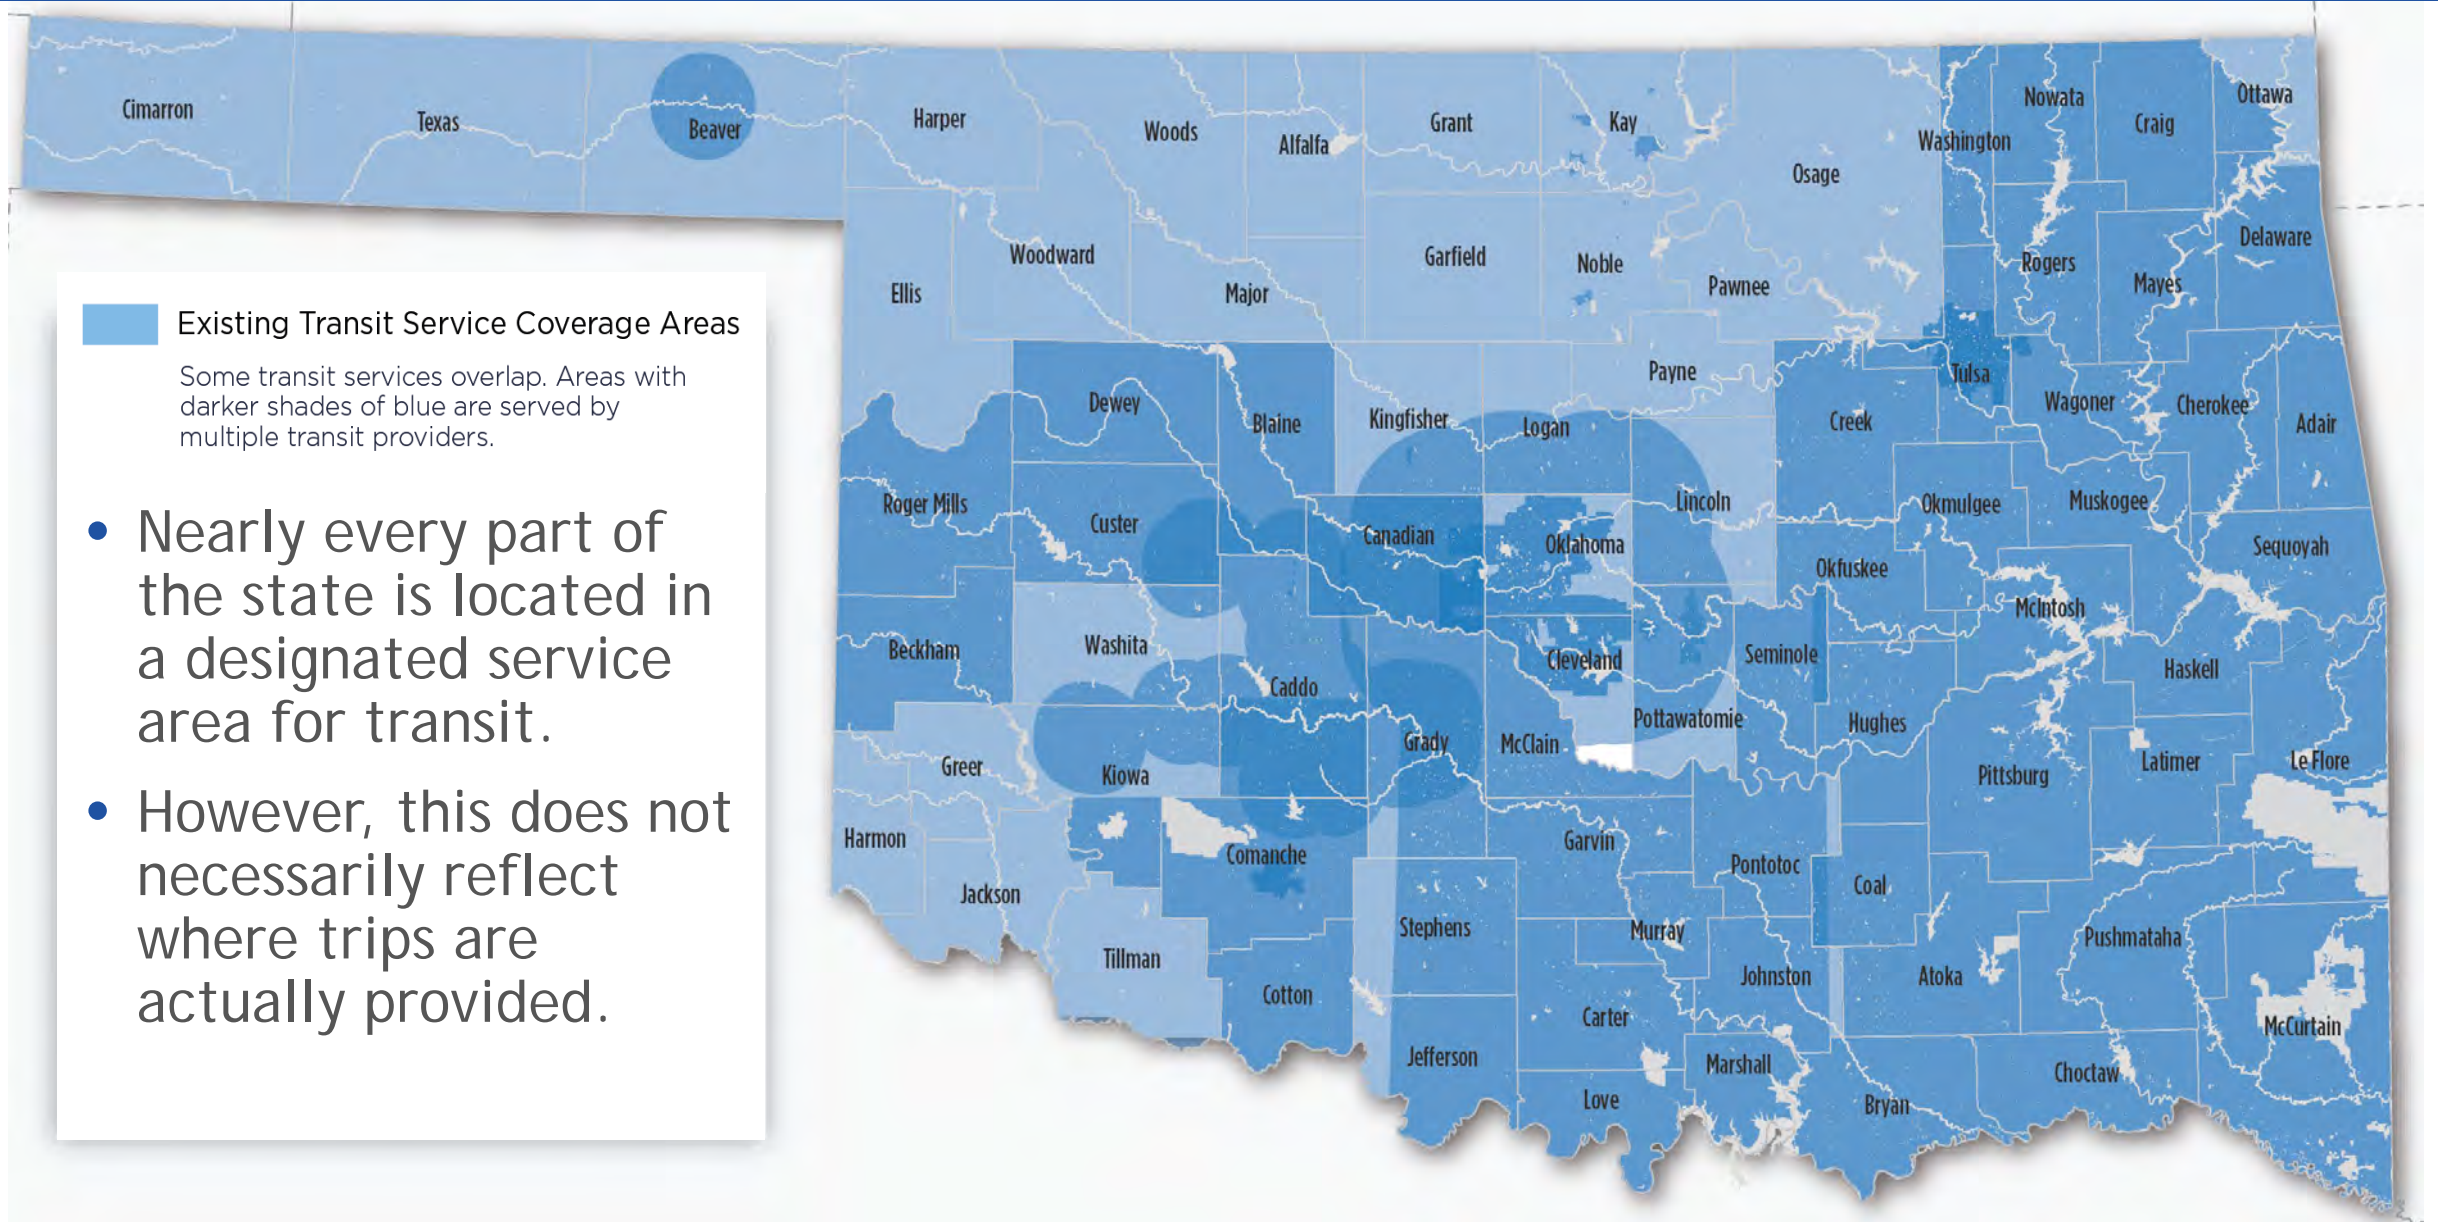 Existing Transit Service Coverage Areas
Some transit services overlap. Areas with
darker shades of blue are served by
multiple transit providers.
• Nearly every part of
the state is located in
a designated service
area for transit.
• However, this does not
necessarily reflect
where trips are
actually provided.
Cimarron
Texas
Beaver
Harper
Woods
Alfalfa
Grant
Kay
Osage
Washington
Nowata
Craig
Ottawa
Ellis
Woodward
Major
Garfield
Noble
Pawnee
Rogers
Mayes
Delaware
Dewey
Blaine
Kingfisher
Logan
Payne
Creek
Tulsa
Wagoner
Cherokee
Adair
Roger Mills
Custer
Canadian
Oklahoma
Lincoln
Okmulgee
Muskogee
Sequoyah
Okfuskee
McIntosh
Beckham
Washita
Caddo
Grady
McClain
Cleveland
Pottawatomie
Seminole
Hughes
Haskell
Pittsburg
Latimer
Le Flore
Greer
Kiowa
Harmon
Jackson
Comanche
Garvin
Pontotoc
Coal
Tillman
Cotton
Stephens
Murray
Johnston
Atoka
Pushmataha
Jefferson
Carter
Love
Marshall
Bryan
Choctaw
McCurtain